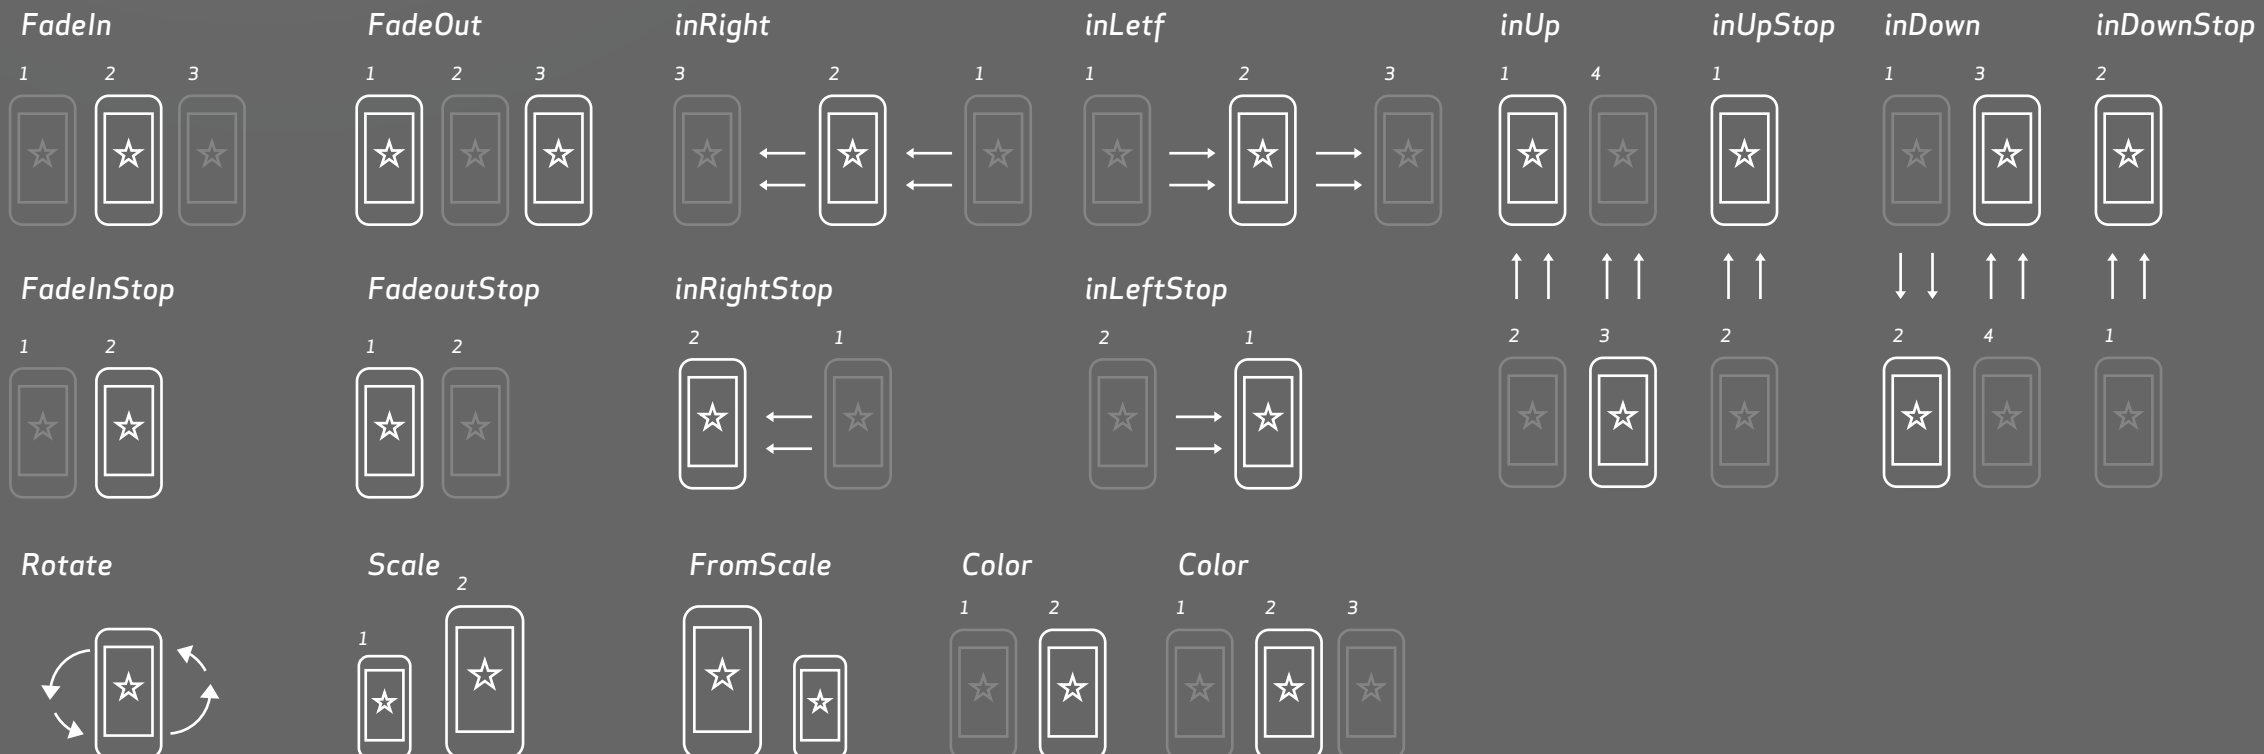 FadeIn FadeOut inRight inLetf inUp inUpStop inDown inDownStop
1 2 3 1 2 3 3 2 1 1 2 3 1 4 1 1 3 2
FadeInStop FadeoutStop inRightStop inLeftStop
1 2 1 2 2 1 2 1 2 3 2 2 4 1
Rotate Scale FromScale Color Color
2
1 2 1 2 3
1